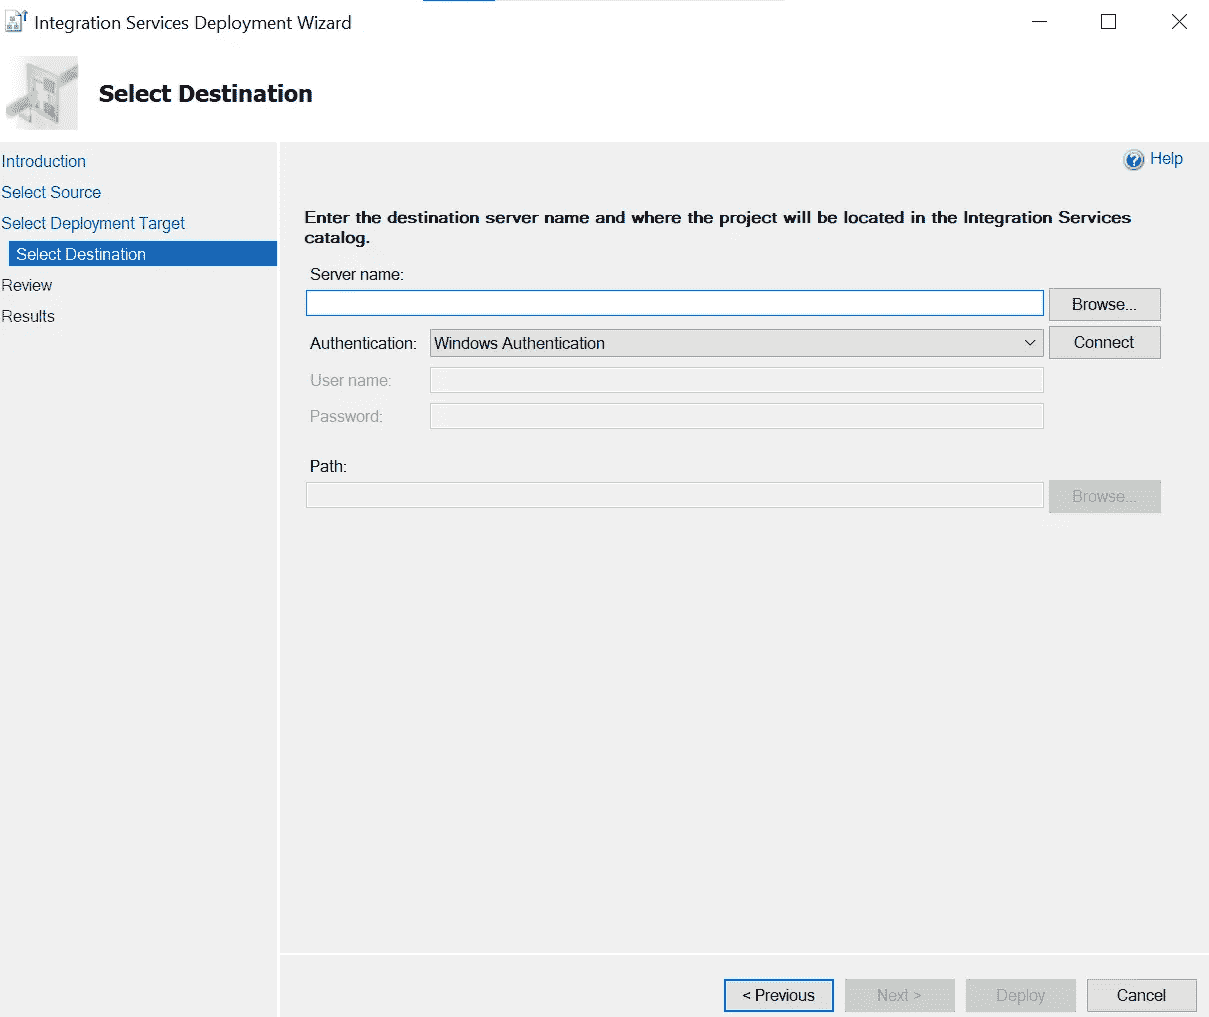 Integration Services Deployment Wizard
Select Destination
Introduction
Select Source
Select Deployment Target
Select Destination
Review
Results
Help
Enter the destination server name and where the project will be located in the Integration Services
catalog.
Server name:
Browse...
Authentication:
Windows Authentication
Connect
User name:
Password:
Path:
Browse...
< Previous
Next >
Deploy
Cancel